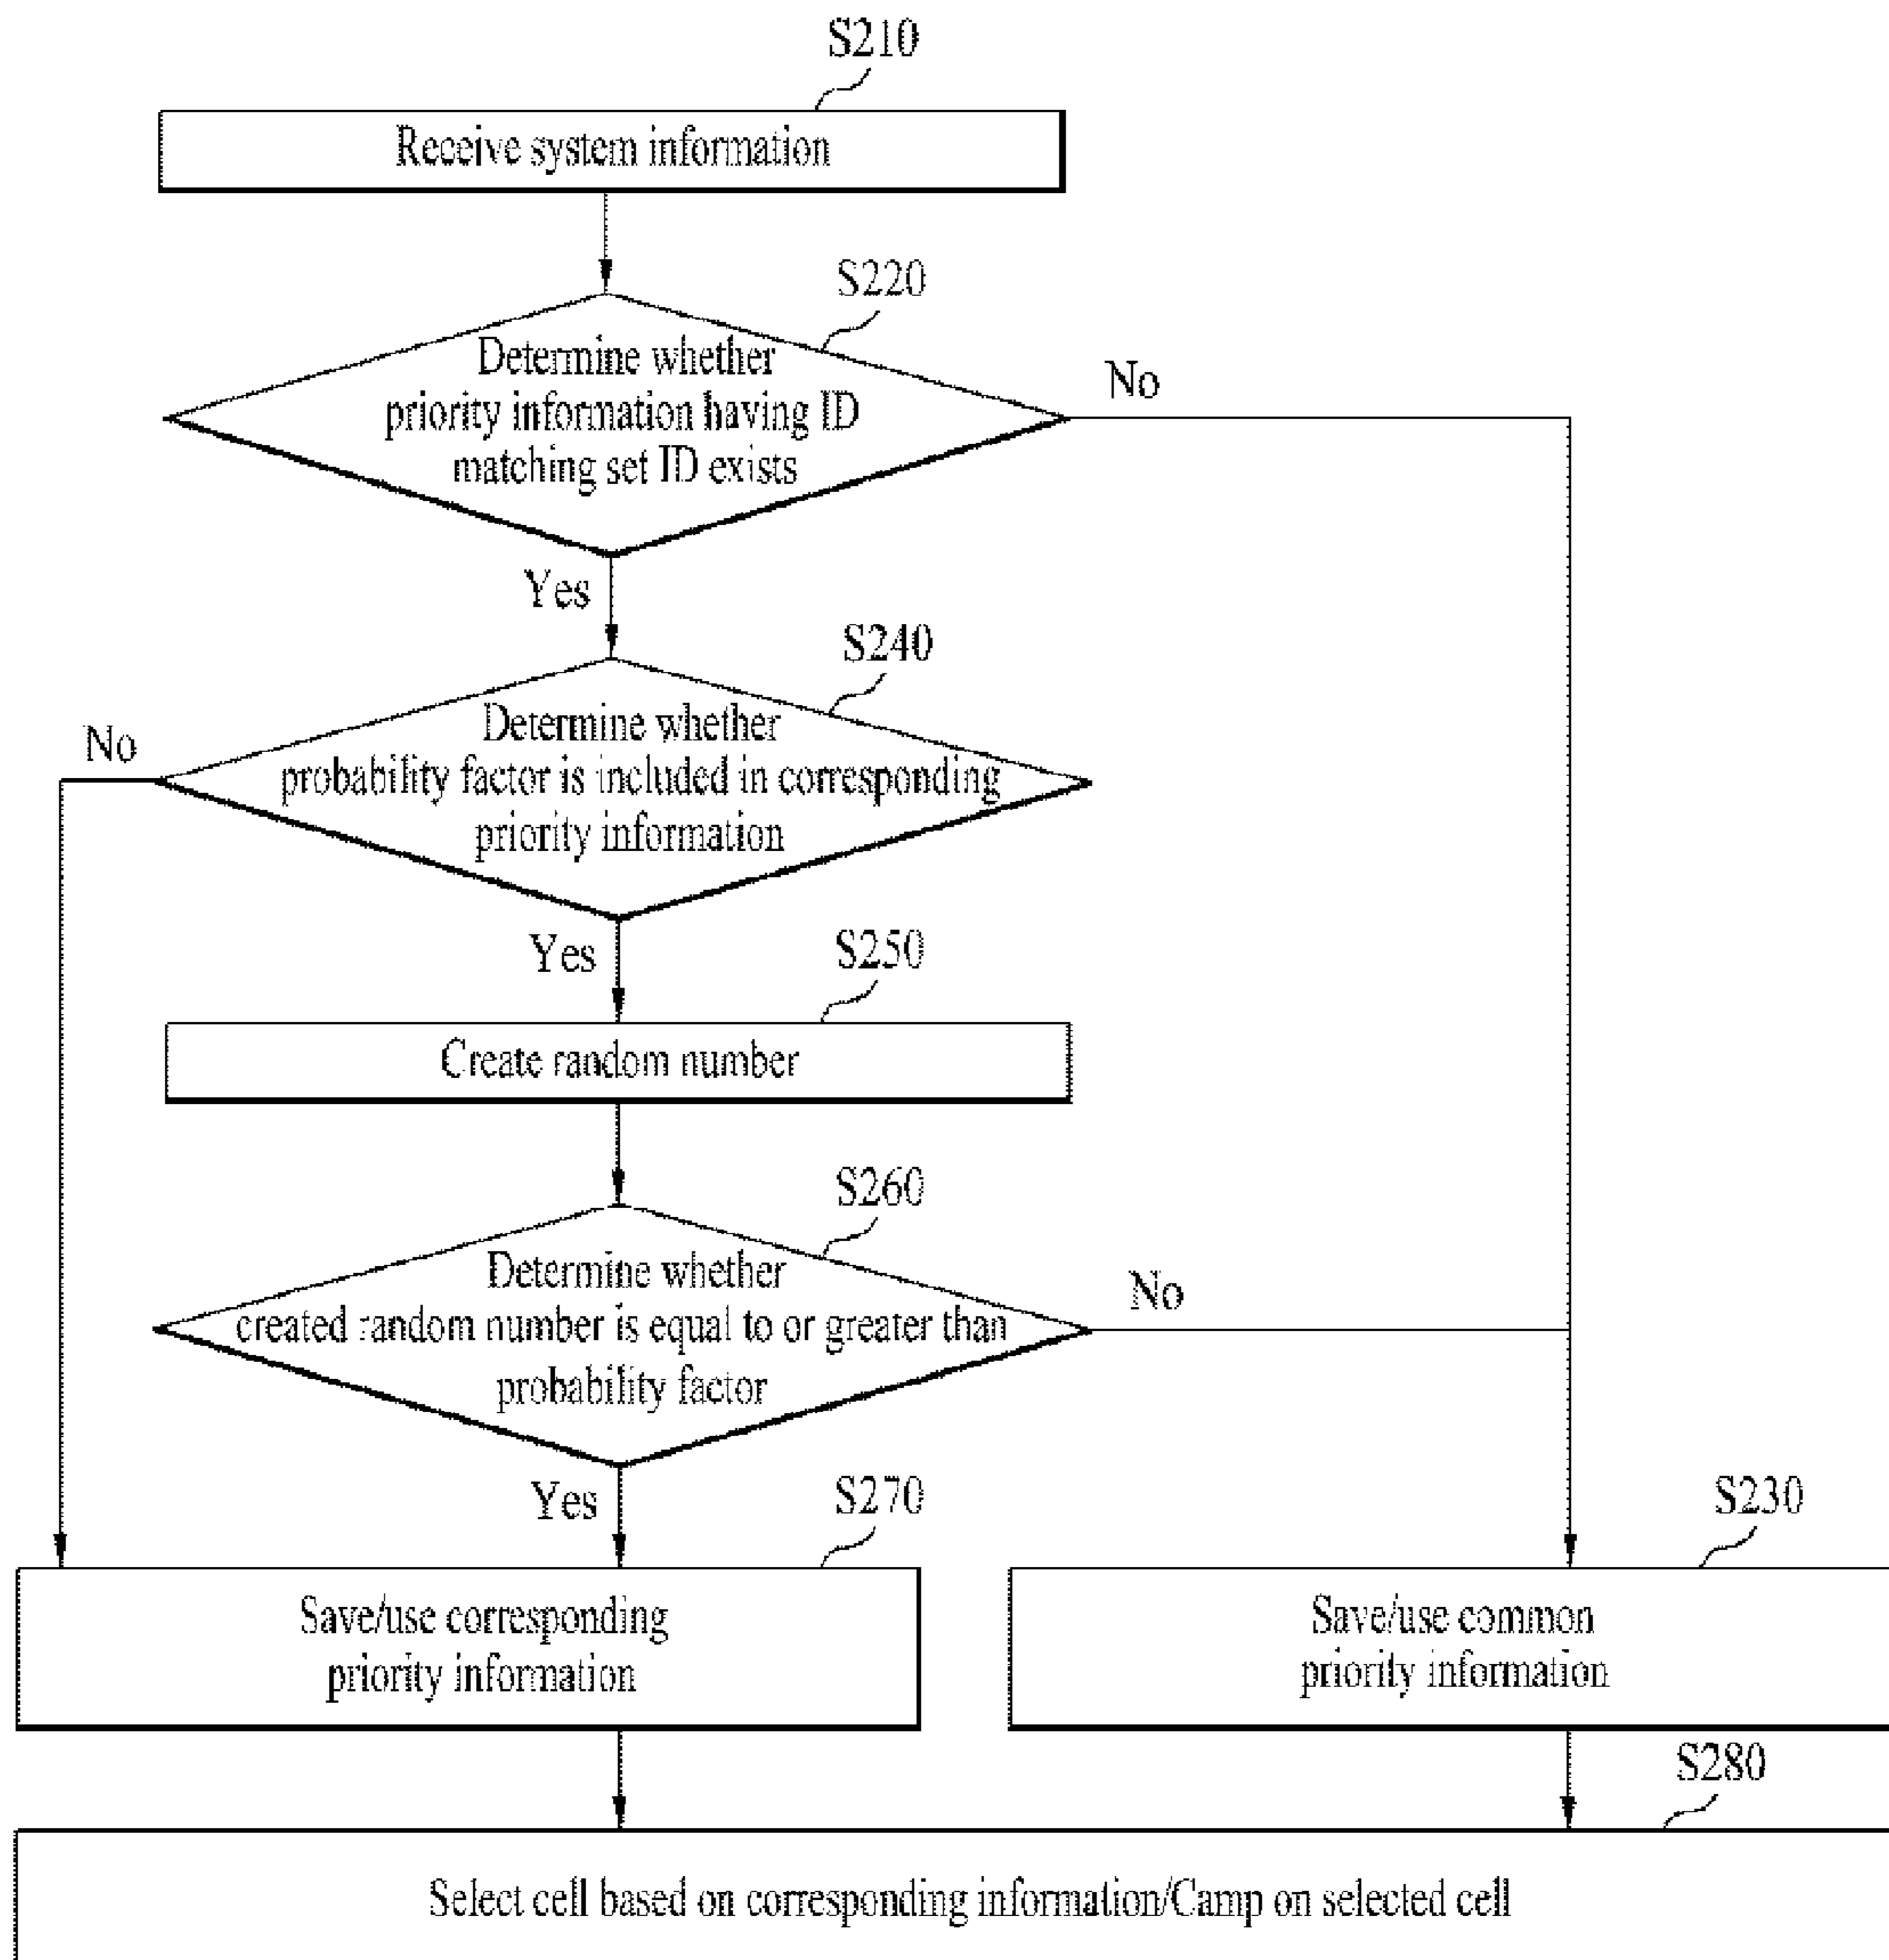 S210
Receive system information
S220
Determine whether
priority information having ID
matching set ID exists
No
Yes
S240
Determine whether
probability factor is included in corresponding
priority information
No
Yes
S250
Create random number
S260
Determine whether
created random number is equal to or greater than
probability factor
No
Yes
S270
Save/use corresponding
priority information
S230
Save/use common
priority information
S280
Select cell based on corresponding information/Camp on selected cell